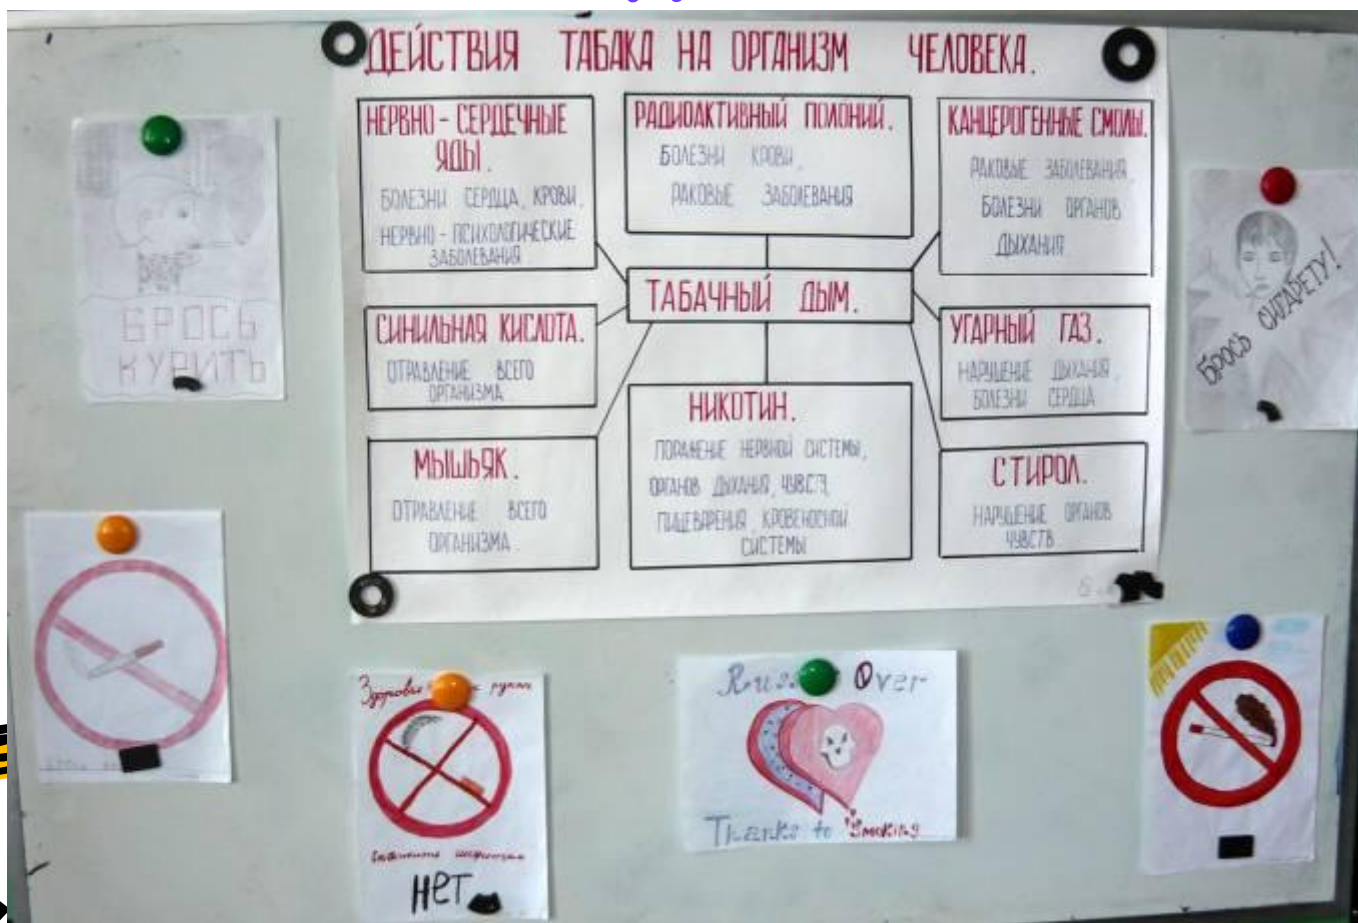 ДЕЙСТВИЯ ТАБАКА НА ОРГАНИЗМ ЧЕЛОВЕКА.
НЕРВНО - СЕРДЕЧНЫЕ
ЯДЫ.
БОЛЕЗНИ СЕРДЦА, КРОВИ,
НЕРВНО - ПСИХОЛОГИЧЕСКИЕ
ЗАБОЛЕВАНИЯ
РАДИОАКТИВНЫЙ ПОЛОНИЙ.
БОЛЕЗНИ КРОВИ,
РАКОВЫЕ ЗАБОЛЕВАНИЯ
КАНЦЕРОГЕННЫЕ СМОЛЫ.
РАКОВЫЕ ЗАБОЛЕВАНИЯ,
БОЛЕЗНИ ОРГАНОВ
ДЫХАНИЯ
ТАБАЧНЫЙ ДЫМ.
СИНИЛЬНАЯ КИСЛОТА.
ОТРАВЛЕНИЕ ВСЕГО
ОРГАНИЗМА
УГАРНЫЙ ГАЗ.
НАРУШЕНИЕ ДЫХАНИЯ,
БОЛЕЗНИ СЕРДЦА
МЫШЬЯК.
ОТРАВЛЕНИЕ ВСЕГО
ОРГАНИЗМА.
НИКОТИН.
ПОРАЖЕНИЕ НЕРВНОЙ СИСТЕМЫ,
ОРГАНОВ ДЫХАНИЯ, ЧУВСТВ,
ПИЩЕВАРЕНИЯ, КРОВЕНОСНОЙ
СИСТЕМЫ
СТИРОЛ.
НАРУШЕНИЕ ОРГАНОВ
ЧУВСТВ
БРОСЬ
КУРИТЬ
БРОСЬ СИГАРЕТУ!
Здоровье руках
НЕТ
Over
Thanks to Smoking